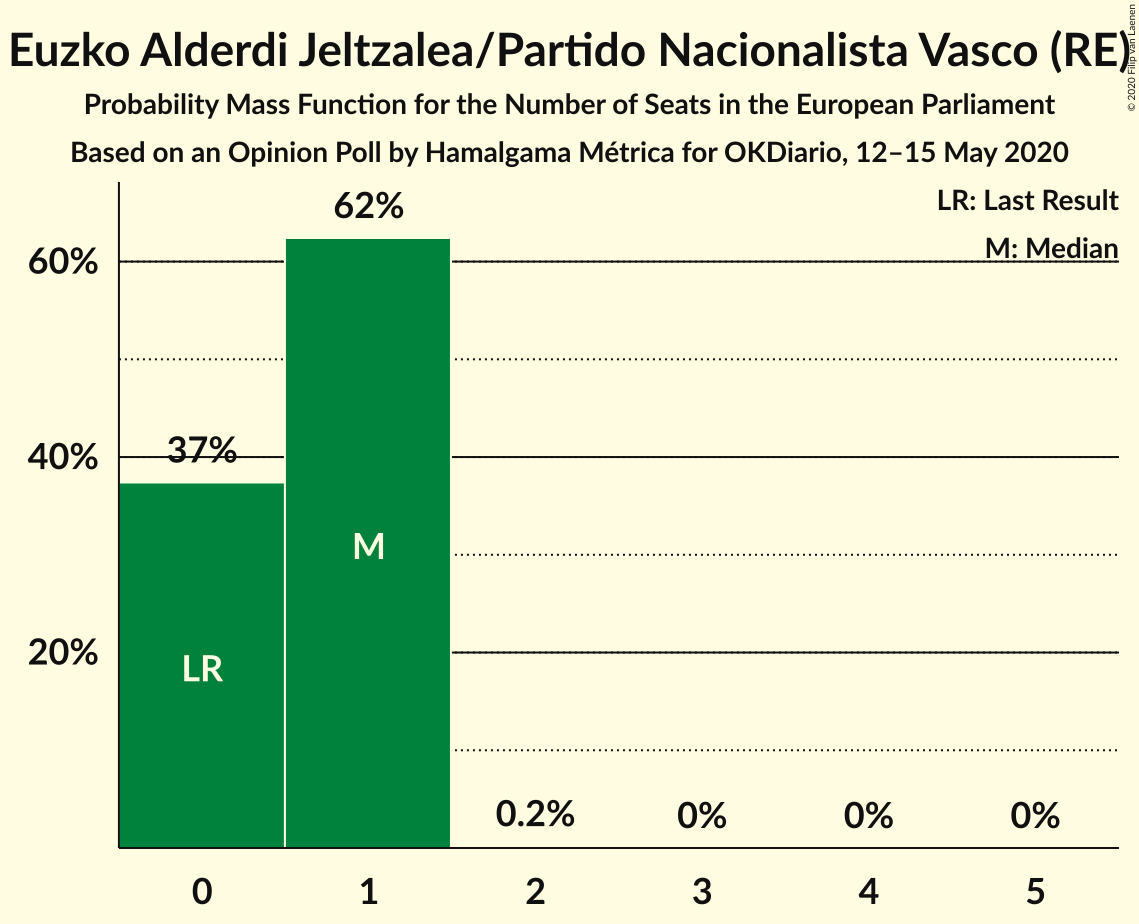 Euzko Alderdi Jeltzalea/Partido Nacionalista Vasco (RE)
© 2020 Filip van Laenen
Probability Mass Function for the Number of Seats in the European Parliament
Based on an Opinion Poll by Hamalgama Métrica for OKDiario, 12–15 May 2020
LR: Last Result
M: Median
62%
60%
37%
40%
M
20%
LR
0.2%
0%
0%
0%
0
1
2
3
4
5